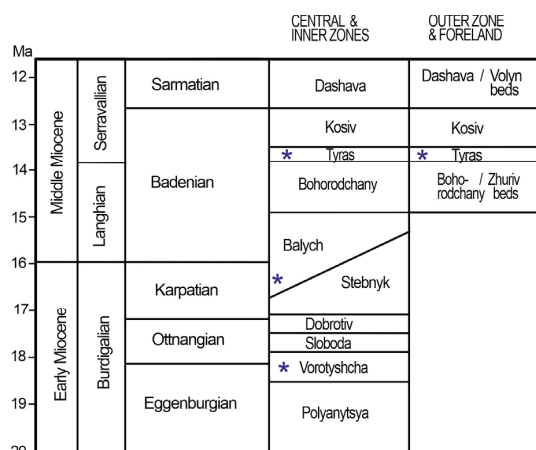 CENTRAL &
INNER ZONES
OUTER ZONE
& FORELAND
Ma
12
13
14
15
16
17
18
19
20
Middle Miocene
Early Miocene
Serravallian
Langhian
Burdigalian
Sarmatian
Badenian
Karpatian
Ottnangian
Eggenburgian
Dashava
Kosiv
* Tyras
Bohorodchany
Balych
*
Stebnyk
Dobrotiv
Sloboda
* Vorotyshcha
Polyanytsya
Dashava / Volyn
beds
Kosiv
* Tyras
Boho- / Zhuriv
rodchany beds